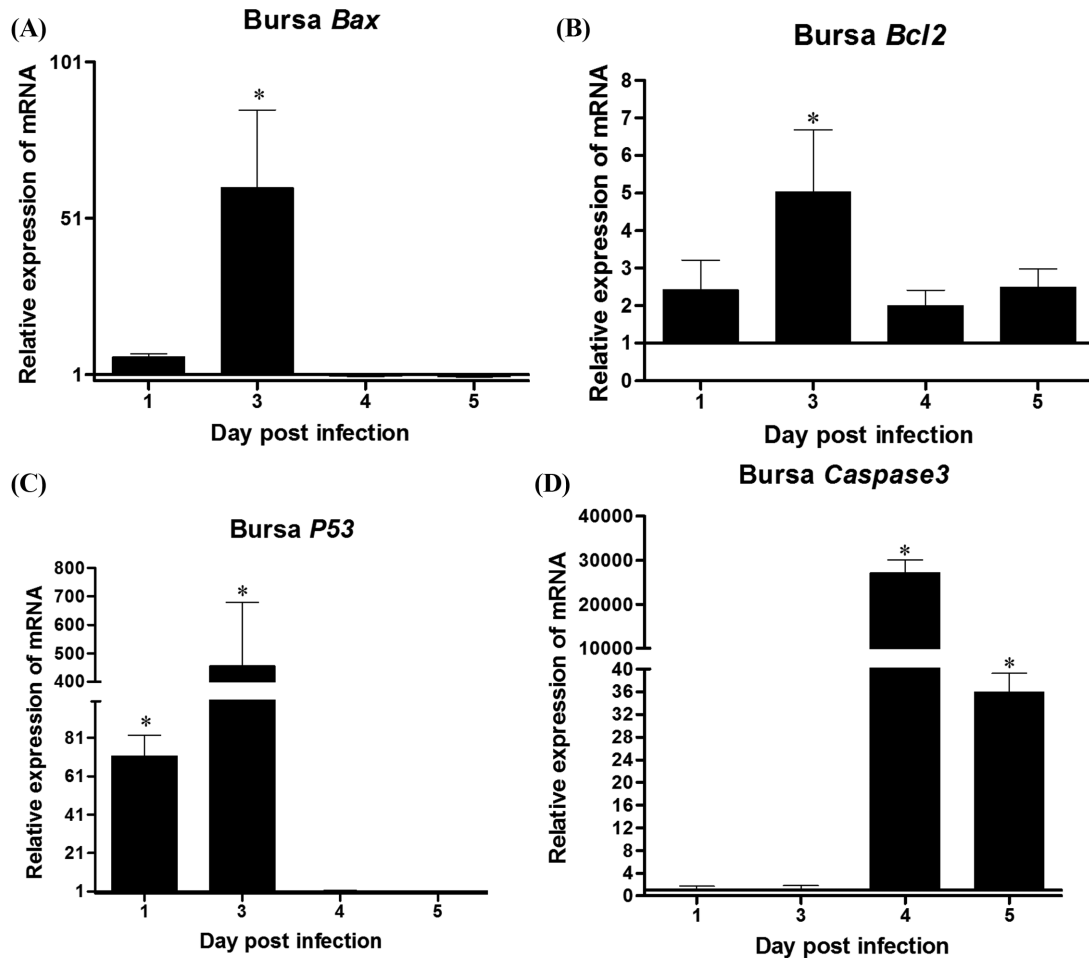 (A)
Bursa Bax
Relative expression of mRNA
101
51
1
*
1 3 4 5
Day post infection
(B)
Bursa Bcl2
Relative expression of mRNA
8
7
6
5
4
3
2
1
0
*
1 3 4 5
Day post infection
(C)
Bursa P53
Relative expression of mRNA
800
700
600
500
400
81
61
41
21
1
*
*
1 3 4 5
Day post infection
(D)
Bursa Caspase3
Relative expression of mRNA
40000
30000
20000
10000
40
36
32
28
24
20
16
12
8
4
0
*
*
1 3 4 5
Day post infection